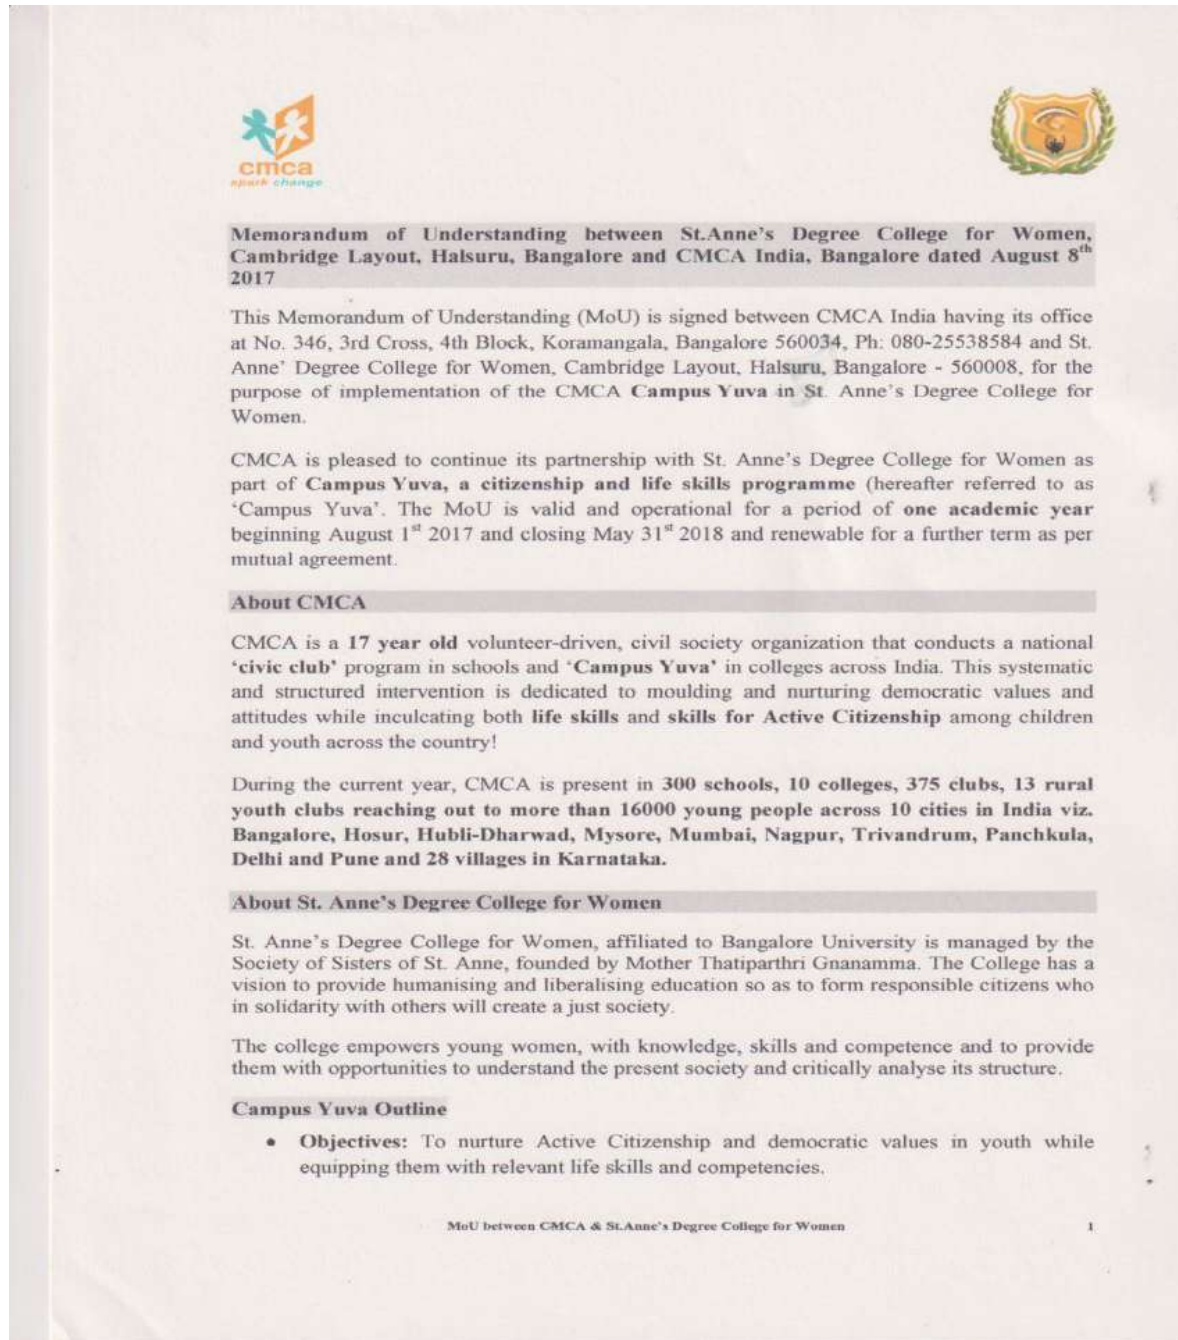 cmca
spark change
Memorandum of Understanding between St.Anne's Degree College for Women,
Cambridge Layout, Halsuru, Bangalore and CMCA India, Bangalore dated August 8th
2017
This Memorandum of Understanding (MoU) is signed between CMCA India having its office
at No. 346, 3rd Cross, 4th Block, Koramangala, Bangalore 560034, Ph: 080-25538584 and St.
Anne' Degree College for Women, Cambridge Layout, Halsuru, Bangalore - 560008, for the
purpose of implementation of the CMCA Campus Yuva in St. Anne's Degree College for
Women.
CMCA is pleased to continue its partnership with St. Anne's Degree College for Women as
part of Campus Yuva, a citizenship and life skills programme (hereafter referred to as
'Campus Yuva'. The MoU is valid and operational for a period of one academic year
beginning August 1st 2017 and closing May 31st 2018 and renewable for a further term as per
mutual agreement.
About CMCA
CMCA is a 17 year old volunteer-driven, civil society organization that conducts a national
'civic club' program in schools and 'Campus Yuva' in colleges across India. This systematic
and structured intervention is dedicated to moulding and nurturing democratic values and
attitudes while inculcating both life skills and skills for Active Citizenship among children
and youth across the country!
During the current year, CMCA is present in 300 schools, 10 colleges, 375 clubs, 13 rural
youth clubs reaching out to more than 16000 young people across 10 cities in India viz.
Bangalore, Hosur, Hubli-Dharwad, Mysore, Mumbai, Nagpur, Trivandrum, Panchkula,
Delhi and Pune and 28 villages in Karnataka.
About St. Anne's Degree College for Women
St. Anne's Degree College for Women, affiliated to Bangalore University is managed by the
Society of Sisters of St. Anne, founded by Mother Thatiparthri Gnanamma. The College has a
vision to provide humanising and liberalising education so as to form responsible citizens who
in solidarity with others will create a just society.
The college empowers young women, with knowledge, skills and competence and to provide
them with opportunities to understand the present society and critically analyse its structure.
Campus Yuva Outline
• Objectives: To nurture Active Citizenship and democratic values in youth while
equipping them with relevant life skills and competencies.
MoU between CMCA & St.Anne's Degree College for Women 1